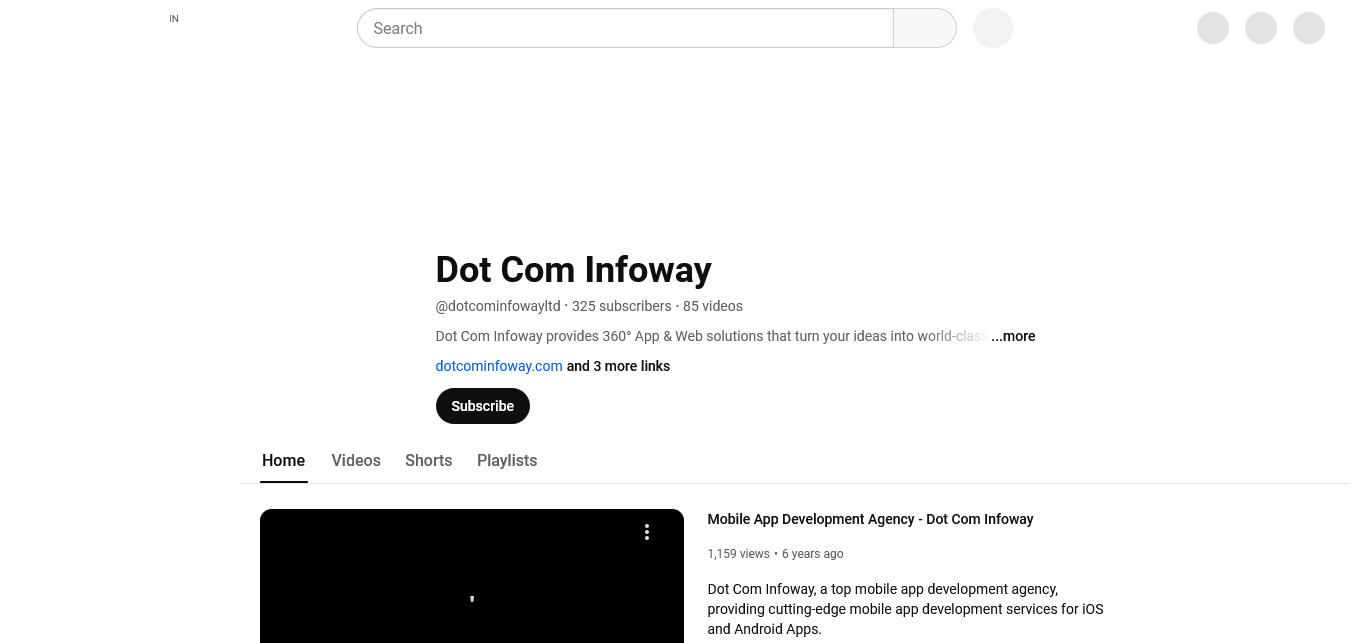 IN
Search
Dot Com Infoway
@dotcominfowayltd • 325 subscribers • 85 videos
Dot Com Infoway provides 360° App & Web solutions that turn your ideas into world-class ...more
dotcominfoway.com and 3 more links
Subscribe
Home Videos Shorts Playlists
Mobile App Development Agency - Dot Com Infoway
1,159 views • 6 years ago
Dot Com Infoway, a top mobile app development agency,
providing cutting-edge mobile app development services for iOS
and Android Apps.